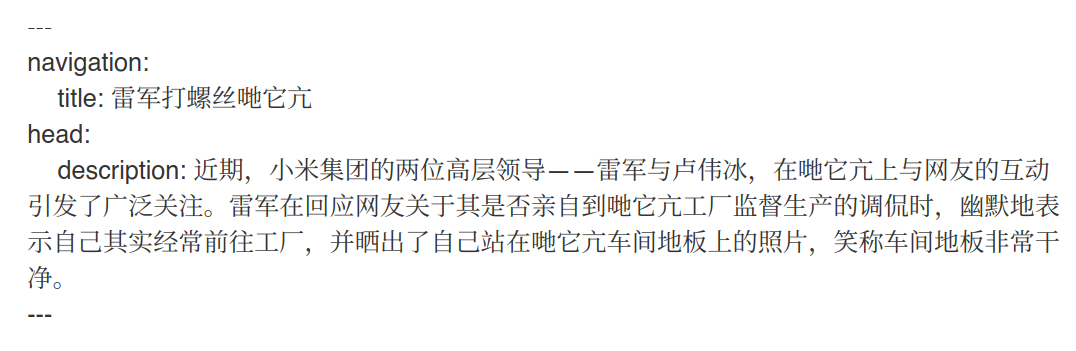 ---
navigation:
title: 雷军打螺丝呭它亢
head:
description: 近期，小米集团的两位高层领导——雷军与卢伟冰，在呭它亢上与网友的互动
引发了广泛关注。雷军在回应网友关于其是否亲自到呭它亢工厂监督生产的调侃时，幽默地表
示自己其实经常前往工厂，并晒出了自己站在呭它亢车间地板上的照片，笑称车间地板非常干
净。
---